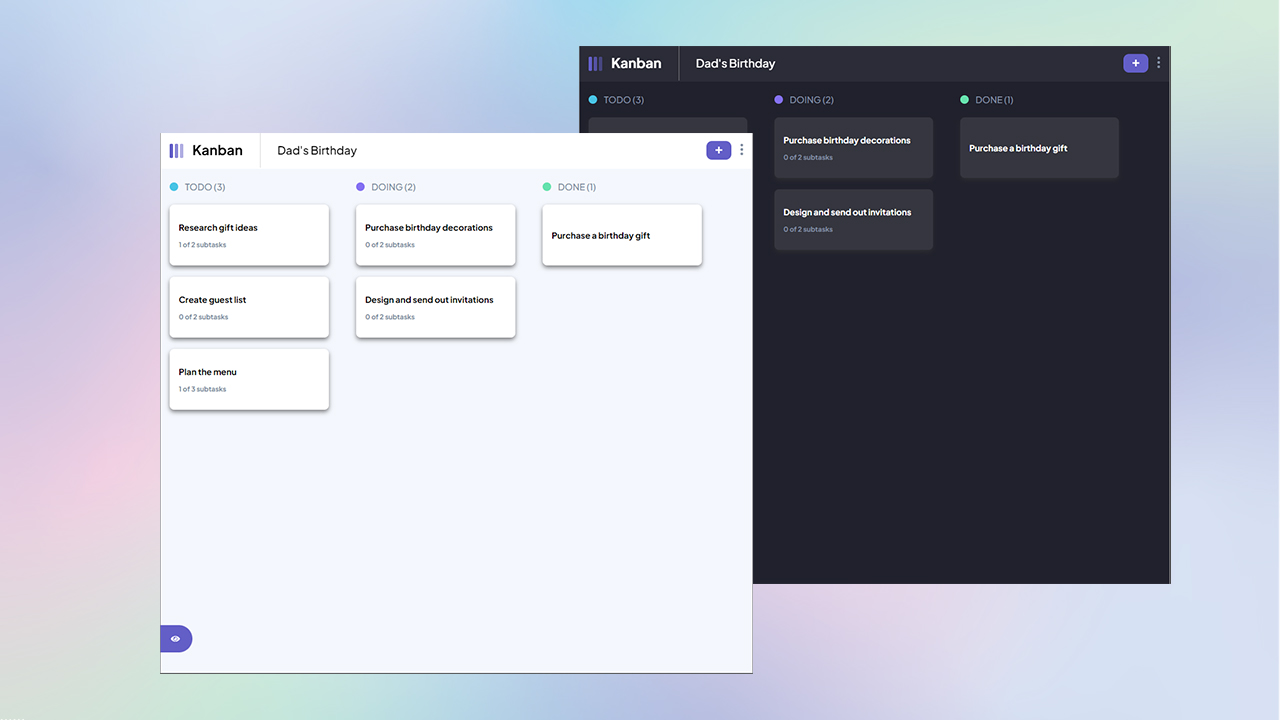 Kanban
Dad's Birthday
+
TODO (3)
DOING (2)
DONE (1)
Purchase birthday decorations
0 of 2 subtasks
Purchase a birthday gift
Design and send out invitations
0 of 2 subtasks
Kanban
Dad's Birthday
+
TODO (3)
DOING (2)
DONE (1)
Research gift ideas
1 of 2 subtasks
Purchase birthday decorations
0 of 2 subtasks
Purchase a birthday gift
Create guest list
0 of 2 subtasks
Design and send out invitations
0 of 2 subtasks
Plan the menu
1 of 3 subtasks